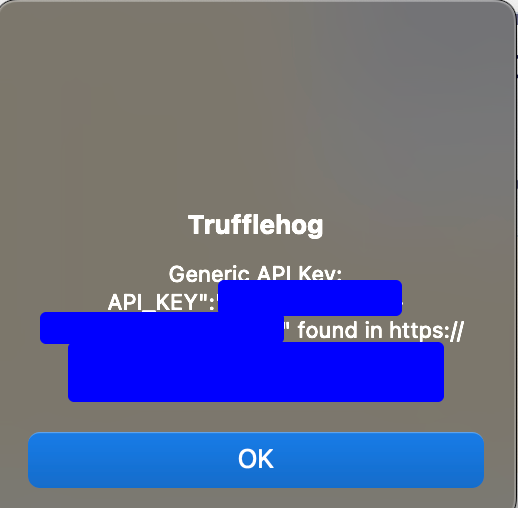 Trufflehog
Generic API Key:
API_KEY":"
" found in https://
OK